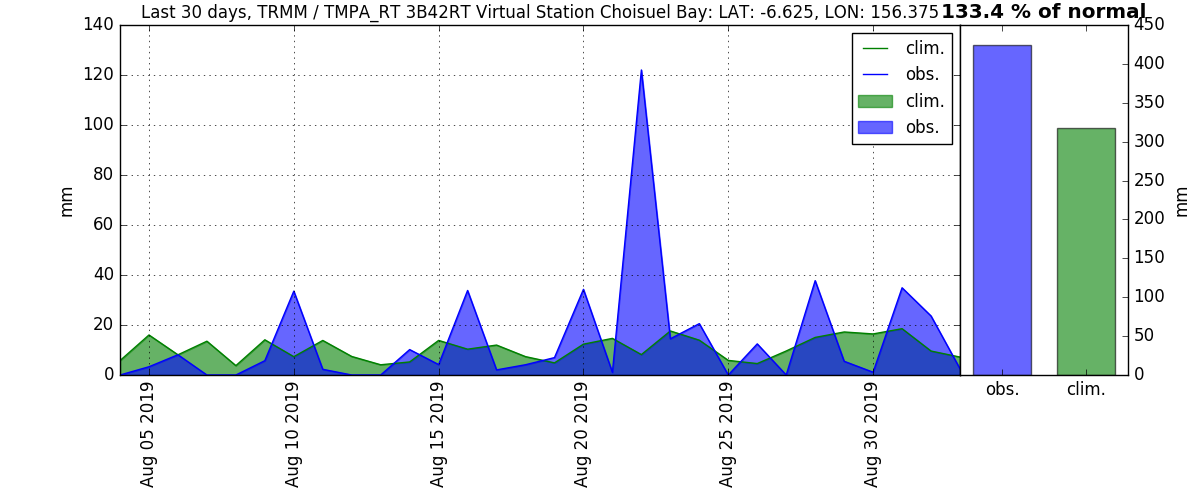 Last 30 days, TRMM / TMPA_RT 3B42RT Virtual Station Choisuel Bay: LAT: -6.625, LON: 156.375
133.4 % of normal
140
120
100
80
60
40
20
0
mm
clim.
obs.
clim.
obs.
Aug 05 2019
Aug 10 2019
Aug 15 2019
Aug 20 2019
Aug 25 2019
Aug 30 2019
450
400
350
300
250
200
150
100
50
0
mm
obs.
clim.